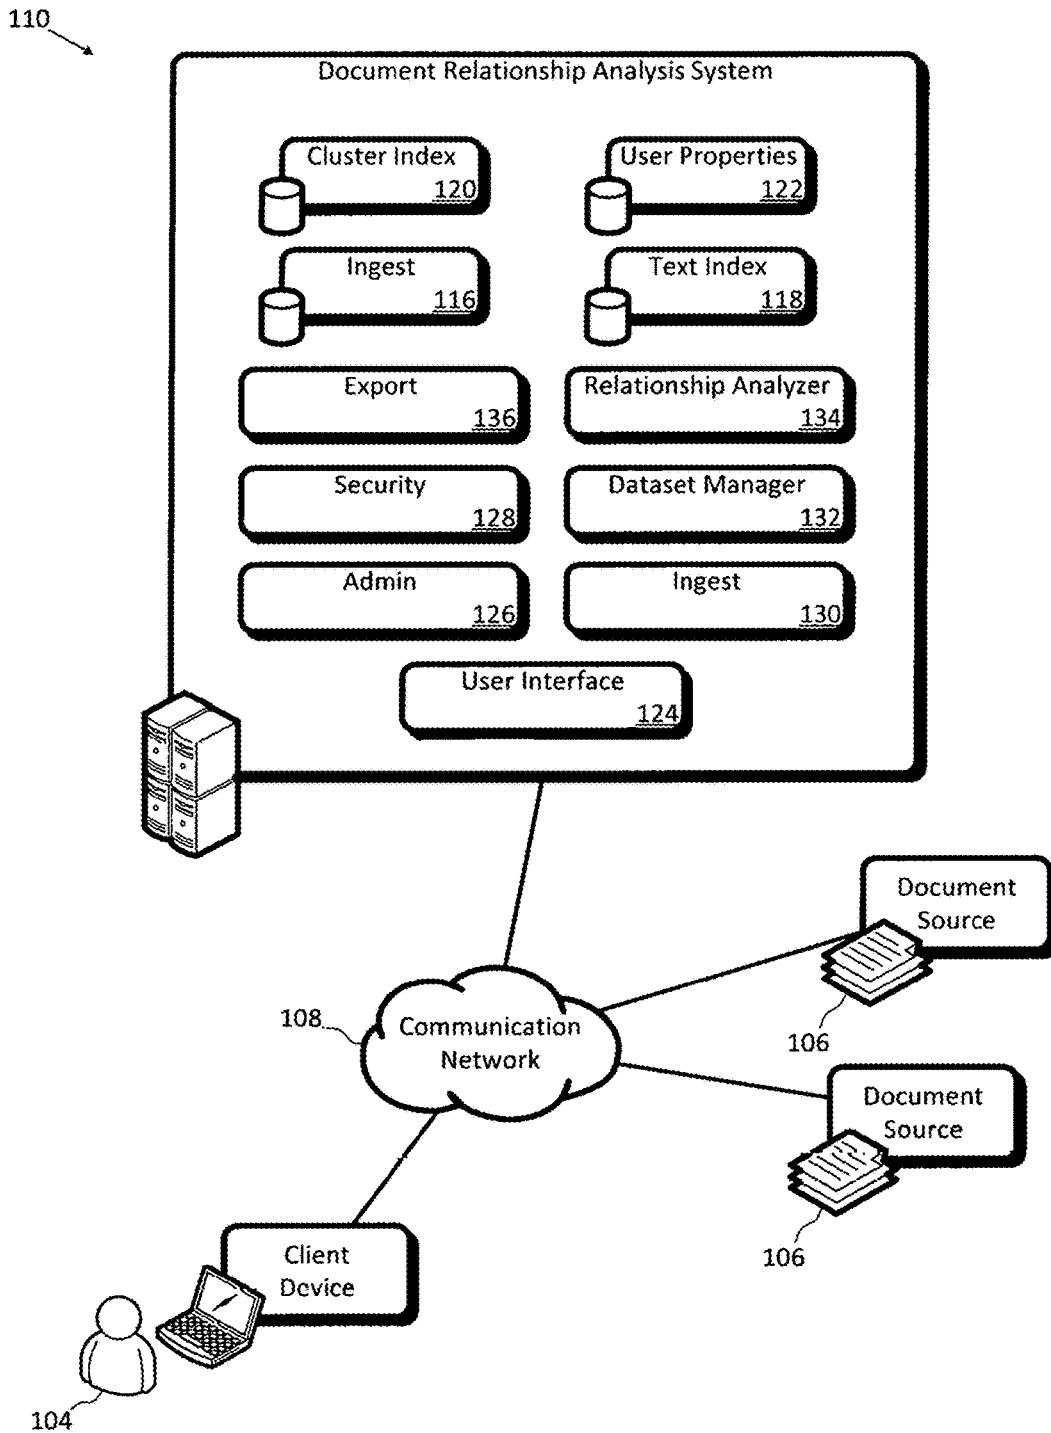 110
Document Relationship Analysis System
Cluster Index
120
User Properties
122
Ingest
116
Text Index
118
Export
136
Relationship Analyzer
134
Security
128
Dataset Manager
132
Admin
126
Ingest
130
User Interface
124
Document
Source
106
108
Communication
Network
Document
Source
106
Client
Device
104